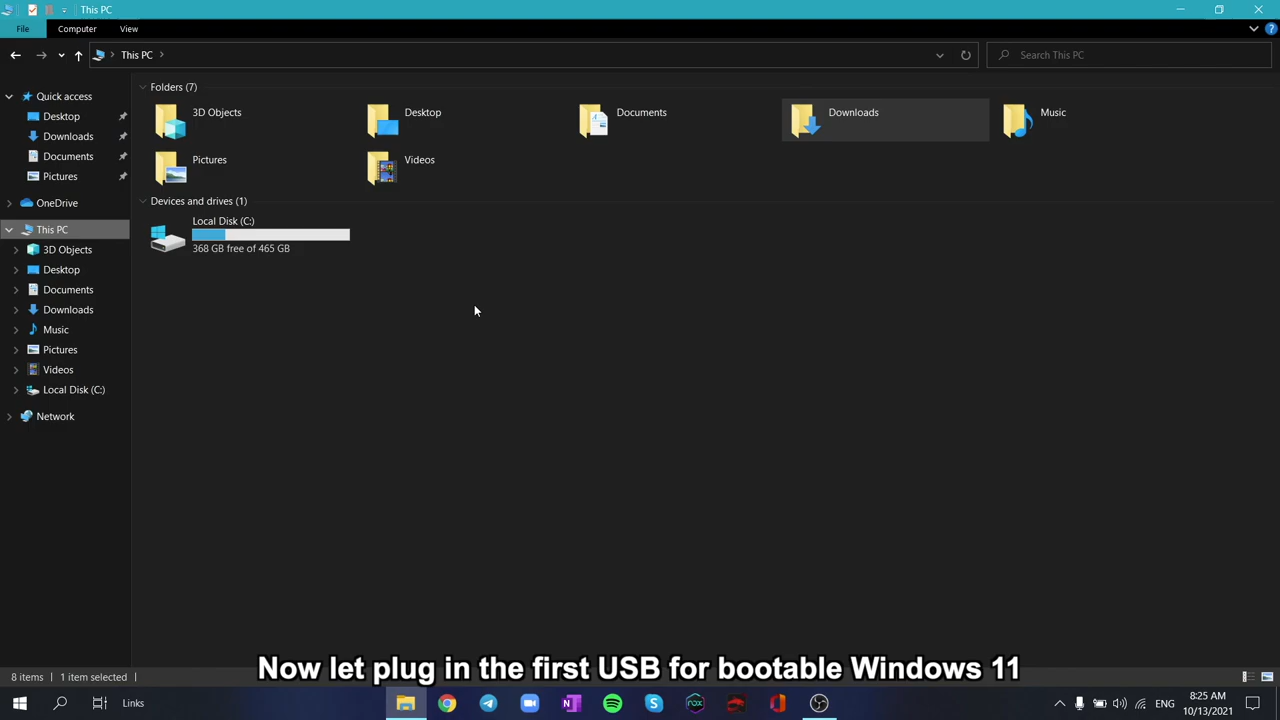 This PC
File
Computer
View
This PC
Search This PC
Quick access
Desktop
Downloads
Documents
Pictures
OneDrive
This PC
3D Objects
Desktop
Documents
Downloads
Music
Pictures
Videos
Local Disk (C:)
Network
Folders (7)
3D Objects
Desktop
Documents
Downloads
Music
Pictures
Videos
Devices and drives (1)
Local Disk (C:)
368 GB free of 465 GB
Now let plug in the first USB for bootable Windows 11
8 items
1 item selected
Links
nox
ENG
8:25 AM
10/13/2021